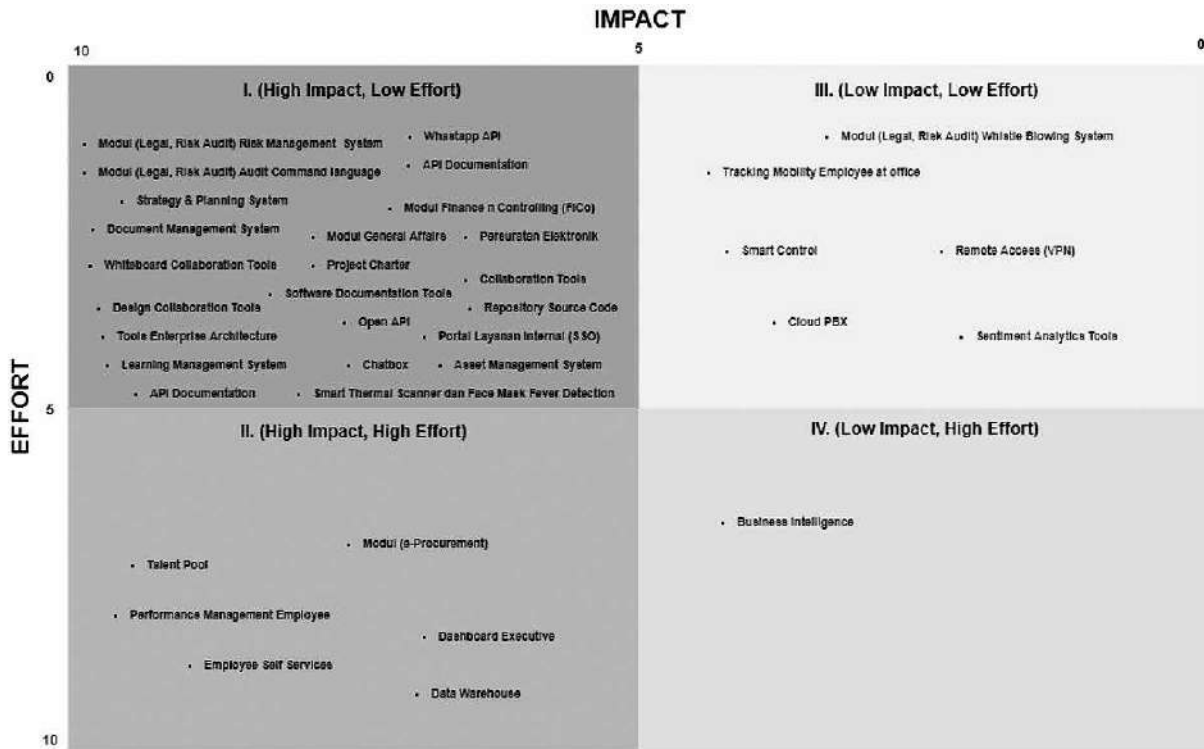 IMPACT
10 5 0
0
I. (High Impact, Low Effort)
• Modul (Legal, Risk Audit) Risk Management System
• Whastapp API
• Modul (Legal, Risk Audit) Audit Command language
• API Documentation
• Strategy & Planning System
• Modul Finance n Controlling (FiCo)
• Document Management System
• Modul General Affairs
• Persuratan Elektronik
• Whiteboard Collaboration Tools
• Project Charter
• Collaboration Tools
• Software Documentation Tools
• Design Collaboration Tools
• Repository Source Code
• Open API
• Tools Enterprise Architecture
• Portal Layanan Internal (SSO)
• Learning Management System
• Chatbox
• Asset Management System
• API Documentation
• Smart Thermal Scanner dan Face Mask Fever Detection
III. (Low Impact, Low Effort)
• Modul (Legal, Risk Audit) Whistle Blowing System
• Tracking Mobility Employee at office
• Smart Control
• Remote Access (VPN)
• Cloud PBX
• Sentiment Analytics Tools
EFFORT
5
II. (High Impact, High Effort)
• Modul (e-Procurement)
• Talent Pool
• Performance Management Employee
• Dashboard Executive
• Employee Self Services
• Data Warehouse
IV. (Low Impact, High Effort)
• Business Intelligence
10